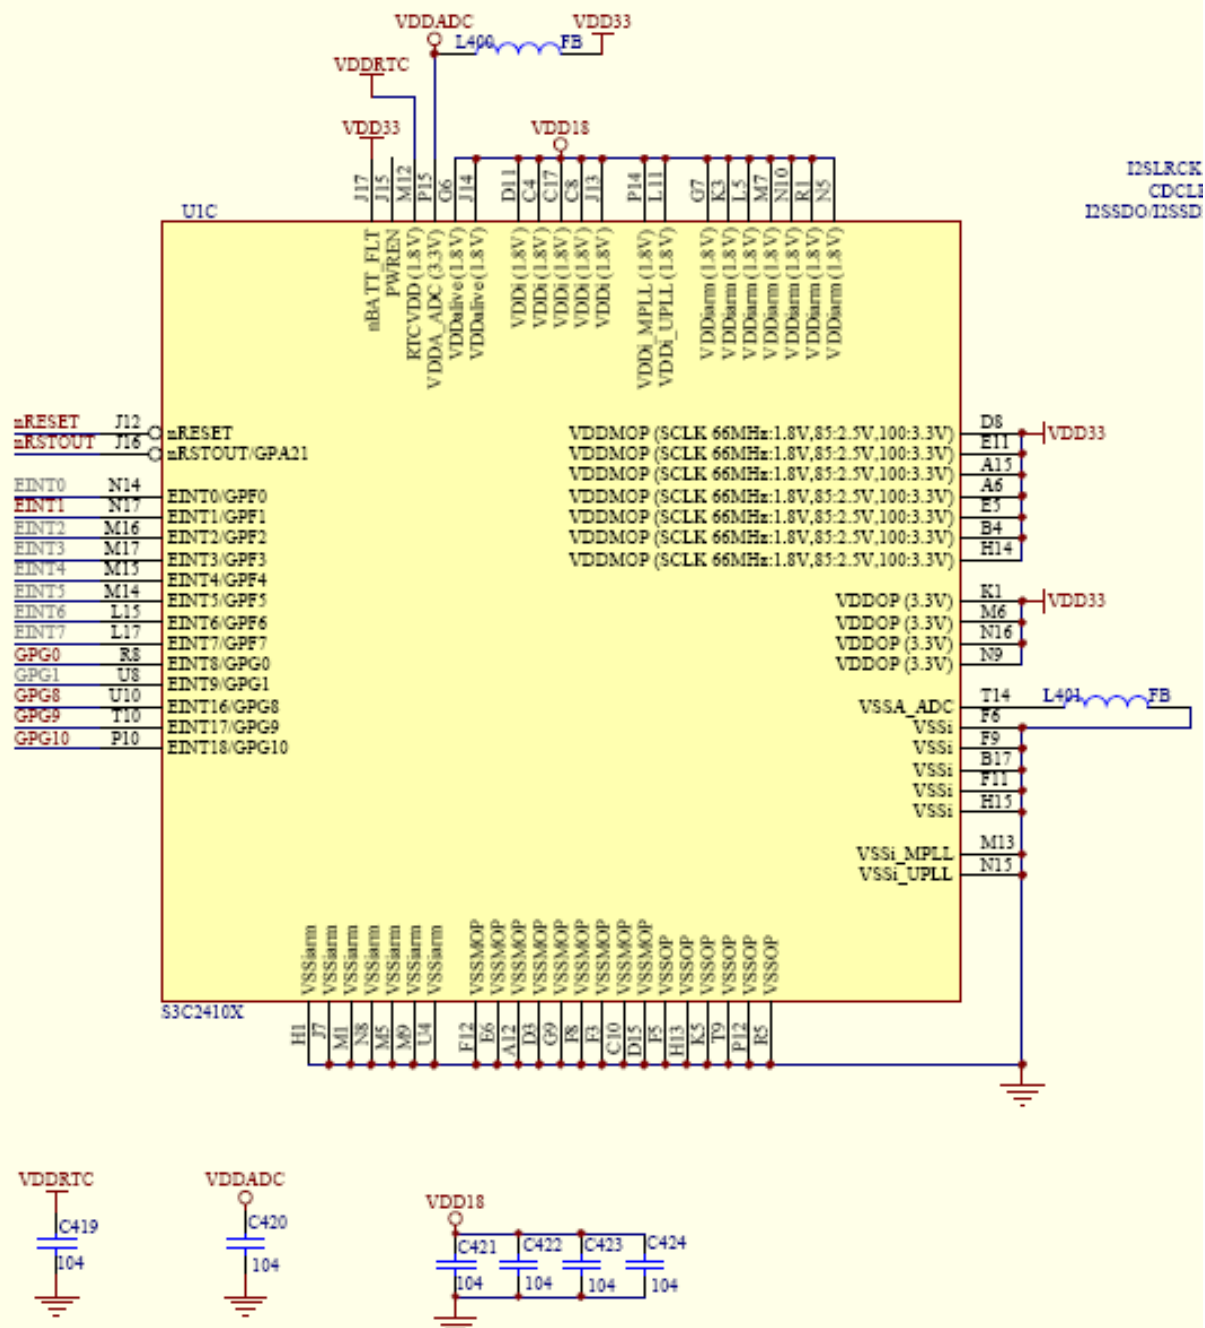 VDDADC
VDD33
L400 FB
VDDRTC
VDD33
VDD18
J17
J15
M12
P15
G6
J14
D11
C4
C17
C8
J13
P14
L11
G7
K3
L5
M7
N10
R1
N5
I2SLRCK
I2SSDO/I2SSD
U1C
nBATT_FLT
PWREN
RTCVDD (1.8V)
VDDA_ADC (3.3V)
VDDalive (1.8V)
VDDalive (1.8V)
VDDi (1.8V)
VDDi (1.8V)
VDDi (1.8V)
VDDi (1.8V)
VDDi (1.8V)
VDDi_MPLL (1.8V)
VDDi_UPLL (1.8V)
VDDiarm (1.8V)
VDDiarm (1.8V)
VDDiarm (1.8V)
VDDiarm (1.8V)
VDDiarm (1.8V)
VDDiarm (1.8V)
VDDiarm (1.8V)
nRESET J12 nRESET
nRSTOUT J16 nRSTOUT/GPA21
EINT0 N14 EINT0/GPF0
EINT1 N17 EINT1/GPF1
EINT2 M16 EINT2/GPF2
EINT3 M17 EINT3/GPF3
EINT4 M15 EINT4/GPF4
EINT5 M14 EINT5/GPF5
EINT6 L15 EINT6/GPF6
EINT7 L17 EINT7/GPF7
GPG0 R8 EINT8/GPG0
GPG1 U8 EINT9/GPG1
GPG8 U10 EINT16/GPG8
GPG9 T10 EINT17/GPG9
GPG10 P10 EINT18/GPG10
VDDMOP (SCLK 66MHz:1.8V,85:2.5V,100:3.3V) D8 VDD33
VDDMOP (SCLK 66MHz:1.8V,85:2.5V,100:3.3V) E11
VDDMOP (SCLK 66MHz:1.8V,85:2.5V,100:3.3V) A15
VDDMOP (SCLK 66MHz:1.8V,85:2.5V,100:3.3V) A6
VDDMOP (SCLK 66MHz:1.8V,85:2.5V,100:3.3V) E5
VDDMOP (SCLK 66MHz:1.8V,85:2.5V,100:3.3V) B4
VDDMOP (SCLK 66MHz:1.8V,85:2.5V,100:3.3V) H14
VDDOP (3.3V) K1 VDD33
VDDOP (3.3V) M6
VDDOP (3.3V) N16
VDDOP (3.3V) N9
VSSA_ADC T14 L401 FB
VSSi F6
VSSi F9
VSSi B17
VSSi F11
VSSi H15
VSSi_MPLL M13
VSSi_UPLL N15
VSSiarm
VSSiarm
VSSiarm
VSSiarm
VSSiarm
VSSiarm
VSSiarm
VSSMOP
VSSMOP
VSSMOP
VSSMOP
VSSMOP
VSSMOP
VSSMOP
VSSMOP
VSSMOP
VSSOP
VSSOP
VSSOP
VSSOP
VSSOP
VSSOP
S3C2410X
H1
J7
M1
N8
M5
M9
U4
F12
E6
A12
D3
G9
F8
F3
C10
D15
F5
H13
K5
T9
P12
R5
VDDRTC
C419
104
VDDADC
C420
104
VDD18
C421 C422 C423 C424
104 104 104 104